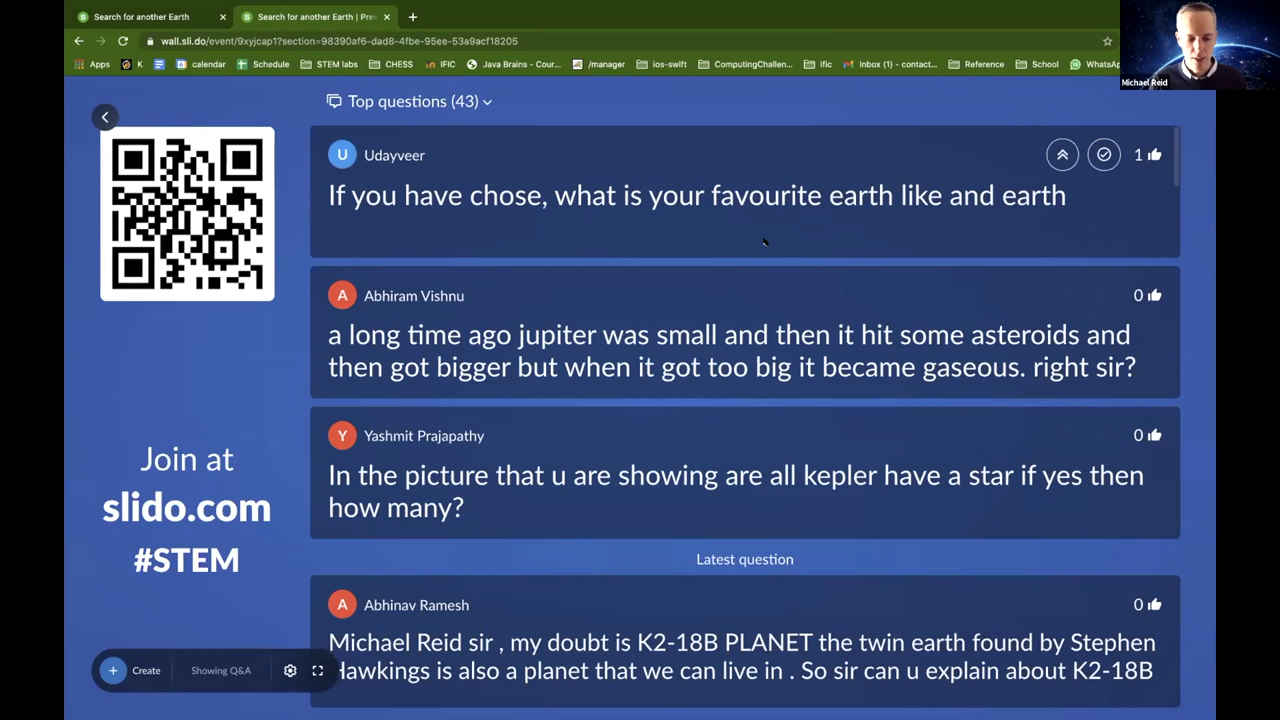 Search for another Earth
Search for another Earth | Pre
wall.sli.do/event/9xyjcap1?section=98390af6-dad8-4fbe-95ee-53a9acf18205
Apps
K
calendar
Schedule
STEM labs
CHESS
IFIC
Java Brains - Cour...
/manager
ios-swift
ComputingChallen...
ific
Inbox (1) - contact...
Reference
School
WhatsAp
Michael Reid
Top questions (43)
U Udayveer
1
If you have chose, what is your favourite earth like and earth
A Abhiram Vishnu
0
a long time ago jupiter was small and then it hit some asteroids and
then got bigger but when it got too big it became gaseous. right sir?
Y Yashmit Prajapathy
0
In the picture that u are showing are all kepler have a star if yes then
how many?
Latest question
A Abhinav Ramesh
0
Michael Reid sir , my doubt is K2-18B PLANET the twin earth found by Stephen
Hawkings is also a planet that we can live in . So sir can u explain about K2-18B
Join at
slido.com
#STEM
Create
Showing Q&A